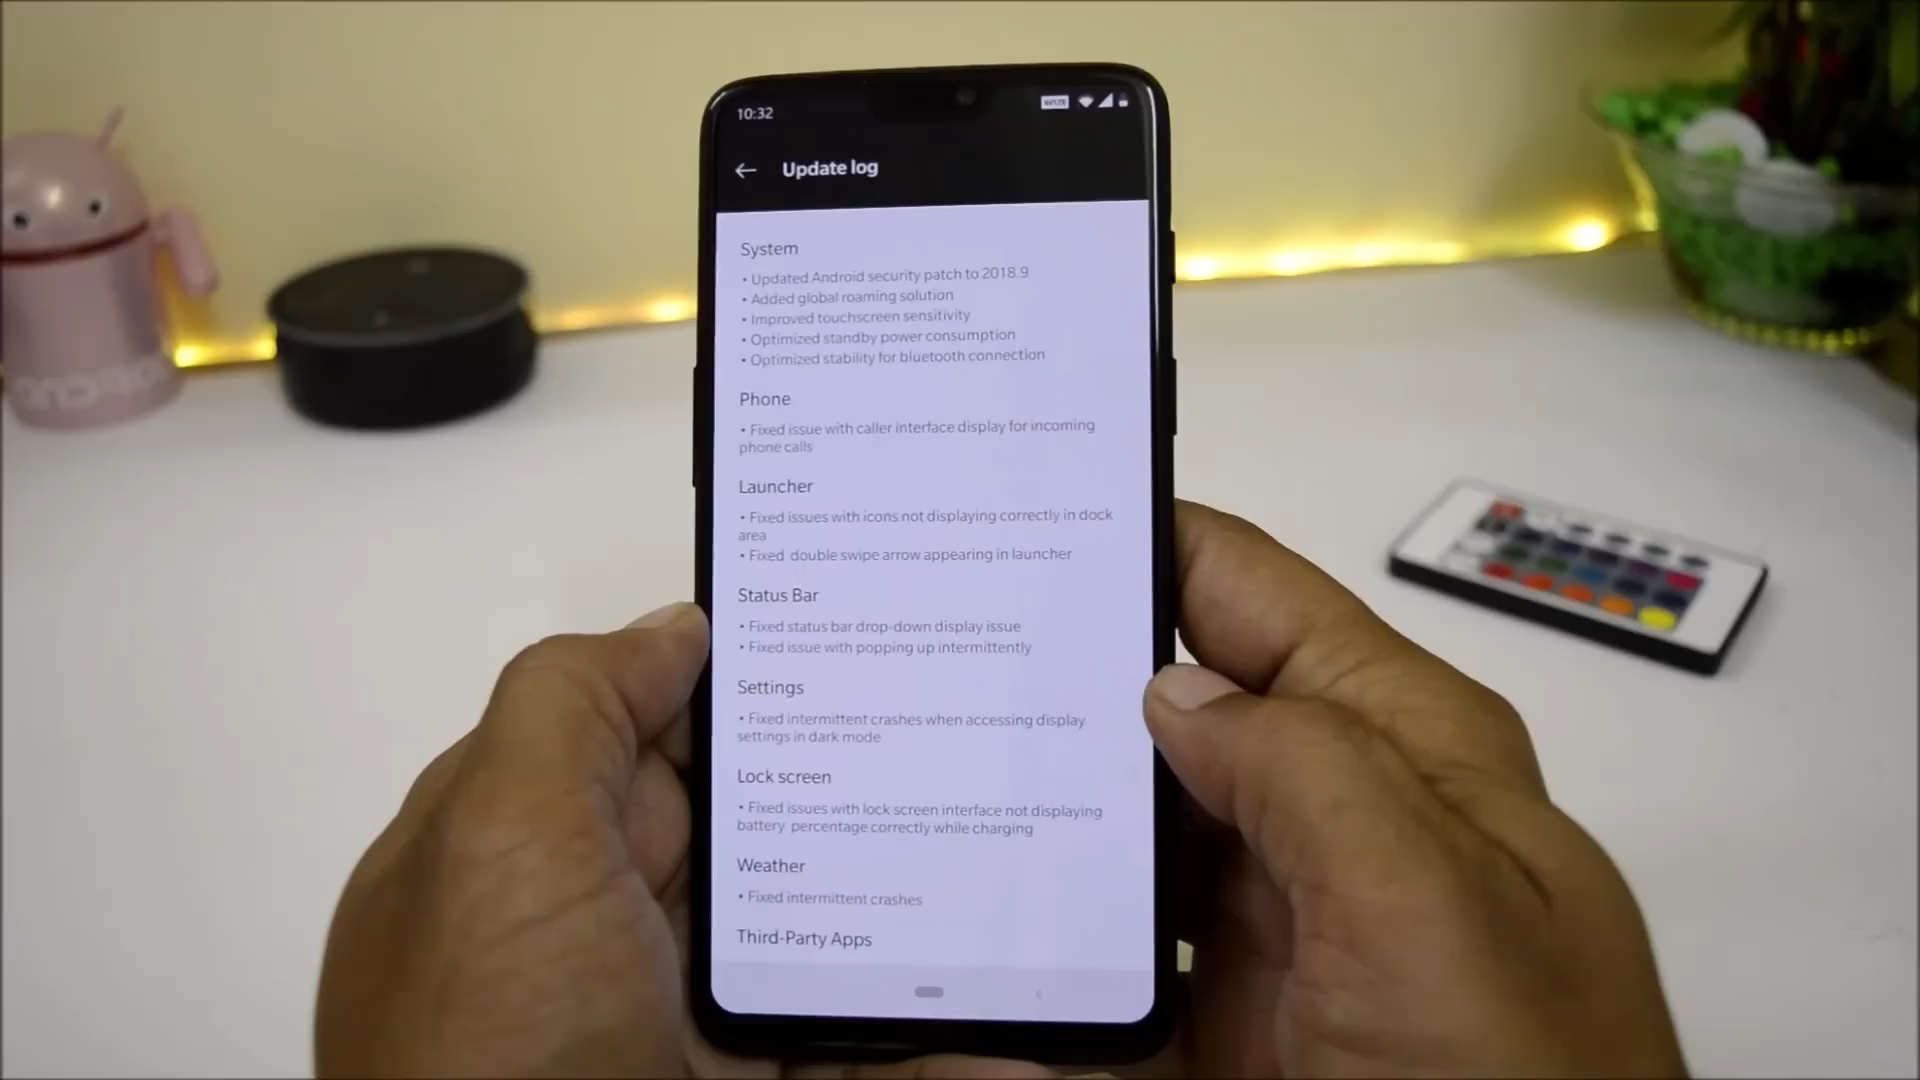 10:32
Update log
System
• Updated Android security patch to 2018.9
• Added global roaming solution
• Improved touchscreen sensitivity
• Optimized standby power consumption
• Optimized stability for bluetooth connection
Phone
• Fixed issue with caller interface display for incoming
phone calls
Launcher
• Fixed issues with icons not displaying correctly in dock
area
• Fixed double swipe arrow appearing in launcher
Status Bar
• Fixed status bar drop-down display issue
• Fixed issue with popping up intermittently
Settings
• Fixed intermittent crashes when accessing display
settings in dark mode
Lock screen
• Fixed issues with lock screen interface not displaying
battery percentage correctly while charging
Weather
• Fixed intermittent crashes
Third-Party Apps